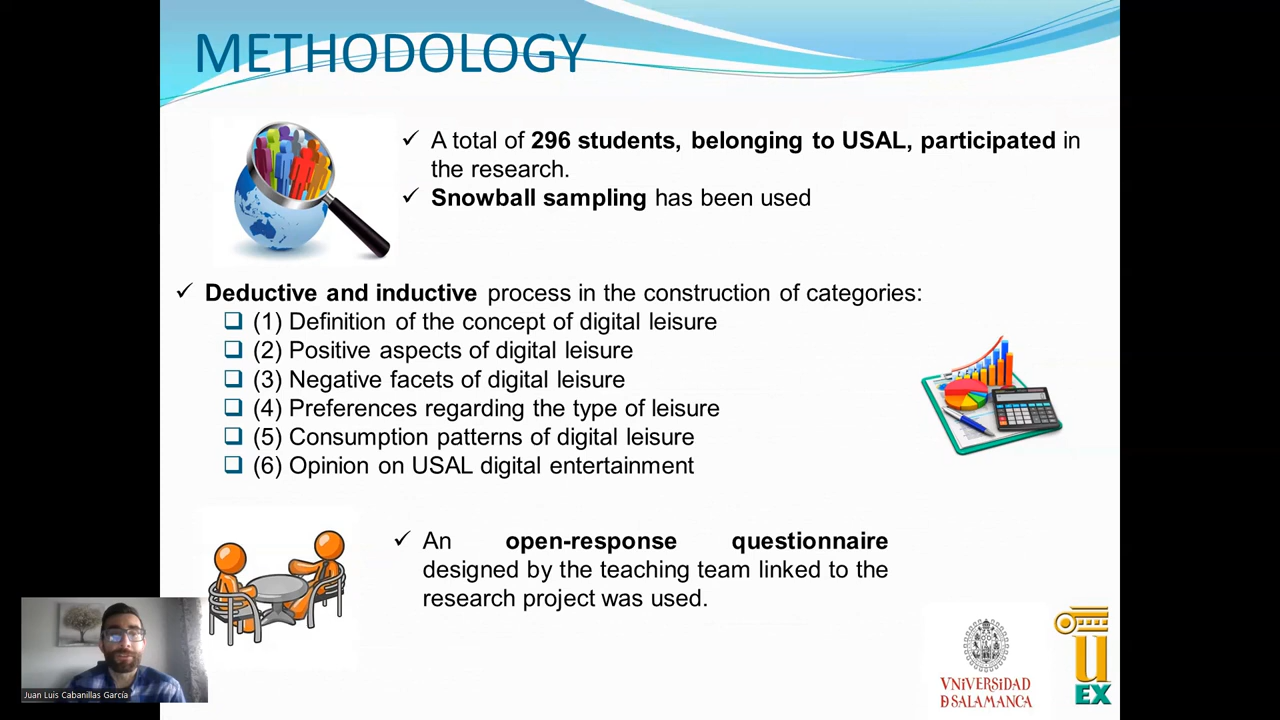 METHODOLOGY
✓ A total of 296 students, belonging to USAL, participated in
the research.
✓ Snowball sampling has been used
✓ Deductive and inductive process in the construction of categories:
❑ (1) Definition of the concept of digital leisure
❑ (2) Positive aspects of digital leisure
❑ (3) Negative facets of digital leisure
❑ (4) Preferences regarding the type of leisure
❑ (5) Consumption patterns of digital leisure
❑ (6) Opinion on USAL digital entertainment
✓ An open-response questionnaire
designed by the teaching team linked to the
research project was used.
Juan Luis Cabanillas García
VNiVERSiDAD
D SALAMANCA
U
EX